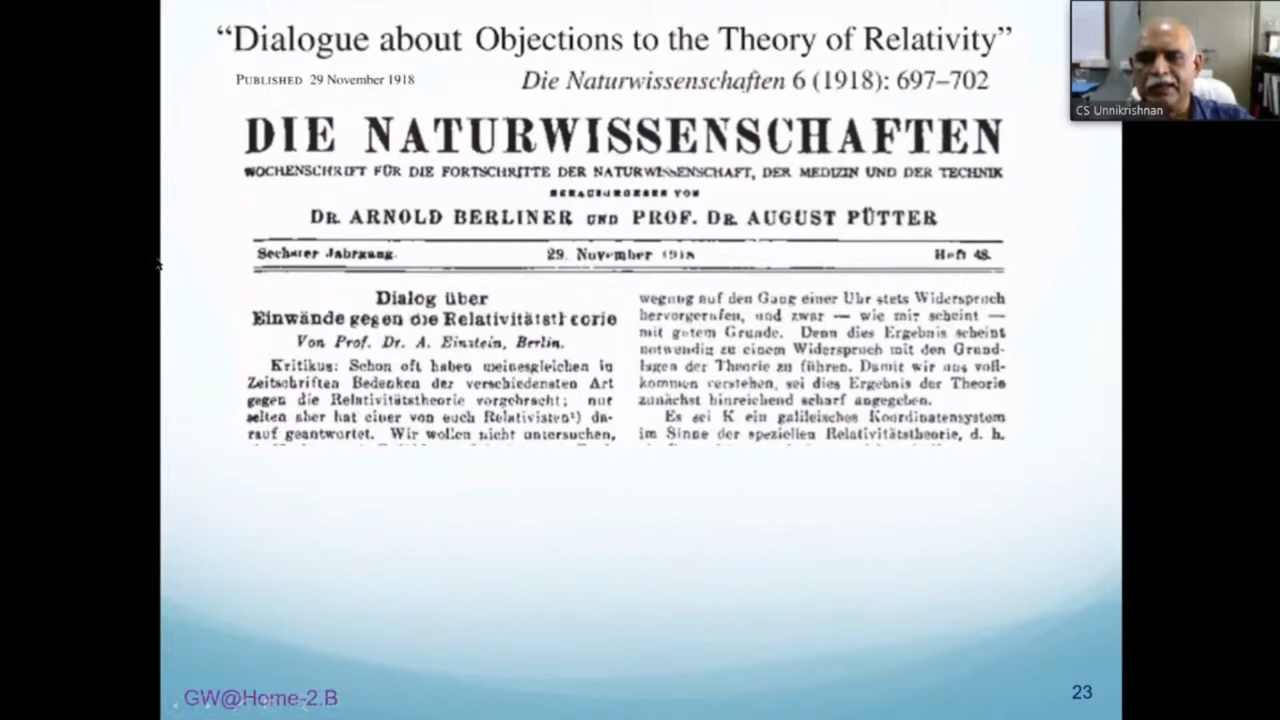 “Dialogue about Objections to the Theory of Relativity”
PUBLISHED 29 November 1918
Die Naturwissenschaften 6 (1918): 697–702
CS Unnikrishnan
DIE NATURWISSENSCHAFTEN
WOCHENSCHRIFT FÜR DIE FORTSCHRITTE DER NATURWISSENSCHAFT, DER MEDIZIN UND DER TECHNIK
HERAUSGEGEBEN VON
DR. ARNOLD BERLINER UND PROF. DR. AUGUST PÜTTER
Sechster Jahrgang.
29. November 1918
Heft 48.
Dialog über
Einwände gegen die Relativitätstheorie
Von Prof. Dr. A. Einstein, Berlin.
Kritikus: Schon oft haben meinesgleichen in
Zeitschriften Bedenken der verschiedensten Art
gegen die Relativitätstheorie vorgebracht; nur
selten aber hat einer von euch Relativisten¹) da-
rauf geantwortet. Wir wollen nicht untersuchen,
wegung auf den Gang einer Uhr stets Widerspruch
hervorgerufen, und zwar — wie mir scheint —
mit gutem Grunde. Denn dies Ergebnis scheint
notwendig zu einem Widerspruch mit den Grund-
lagen der Theorie zu führen. Damit wir uns voll-
kommen verstehen, sei dies Ergebnis der Theorie
zunächst hinreichend scharf angegeben.
Es sei K ein galileisches Koordinatensystem
im Sinne der speziellen Relativitätstheorie, d. h.
GW@Home-2.B
23